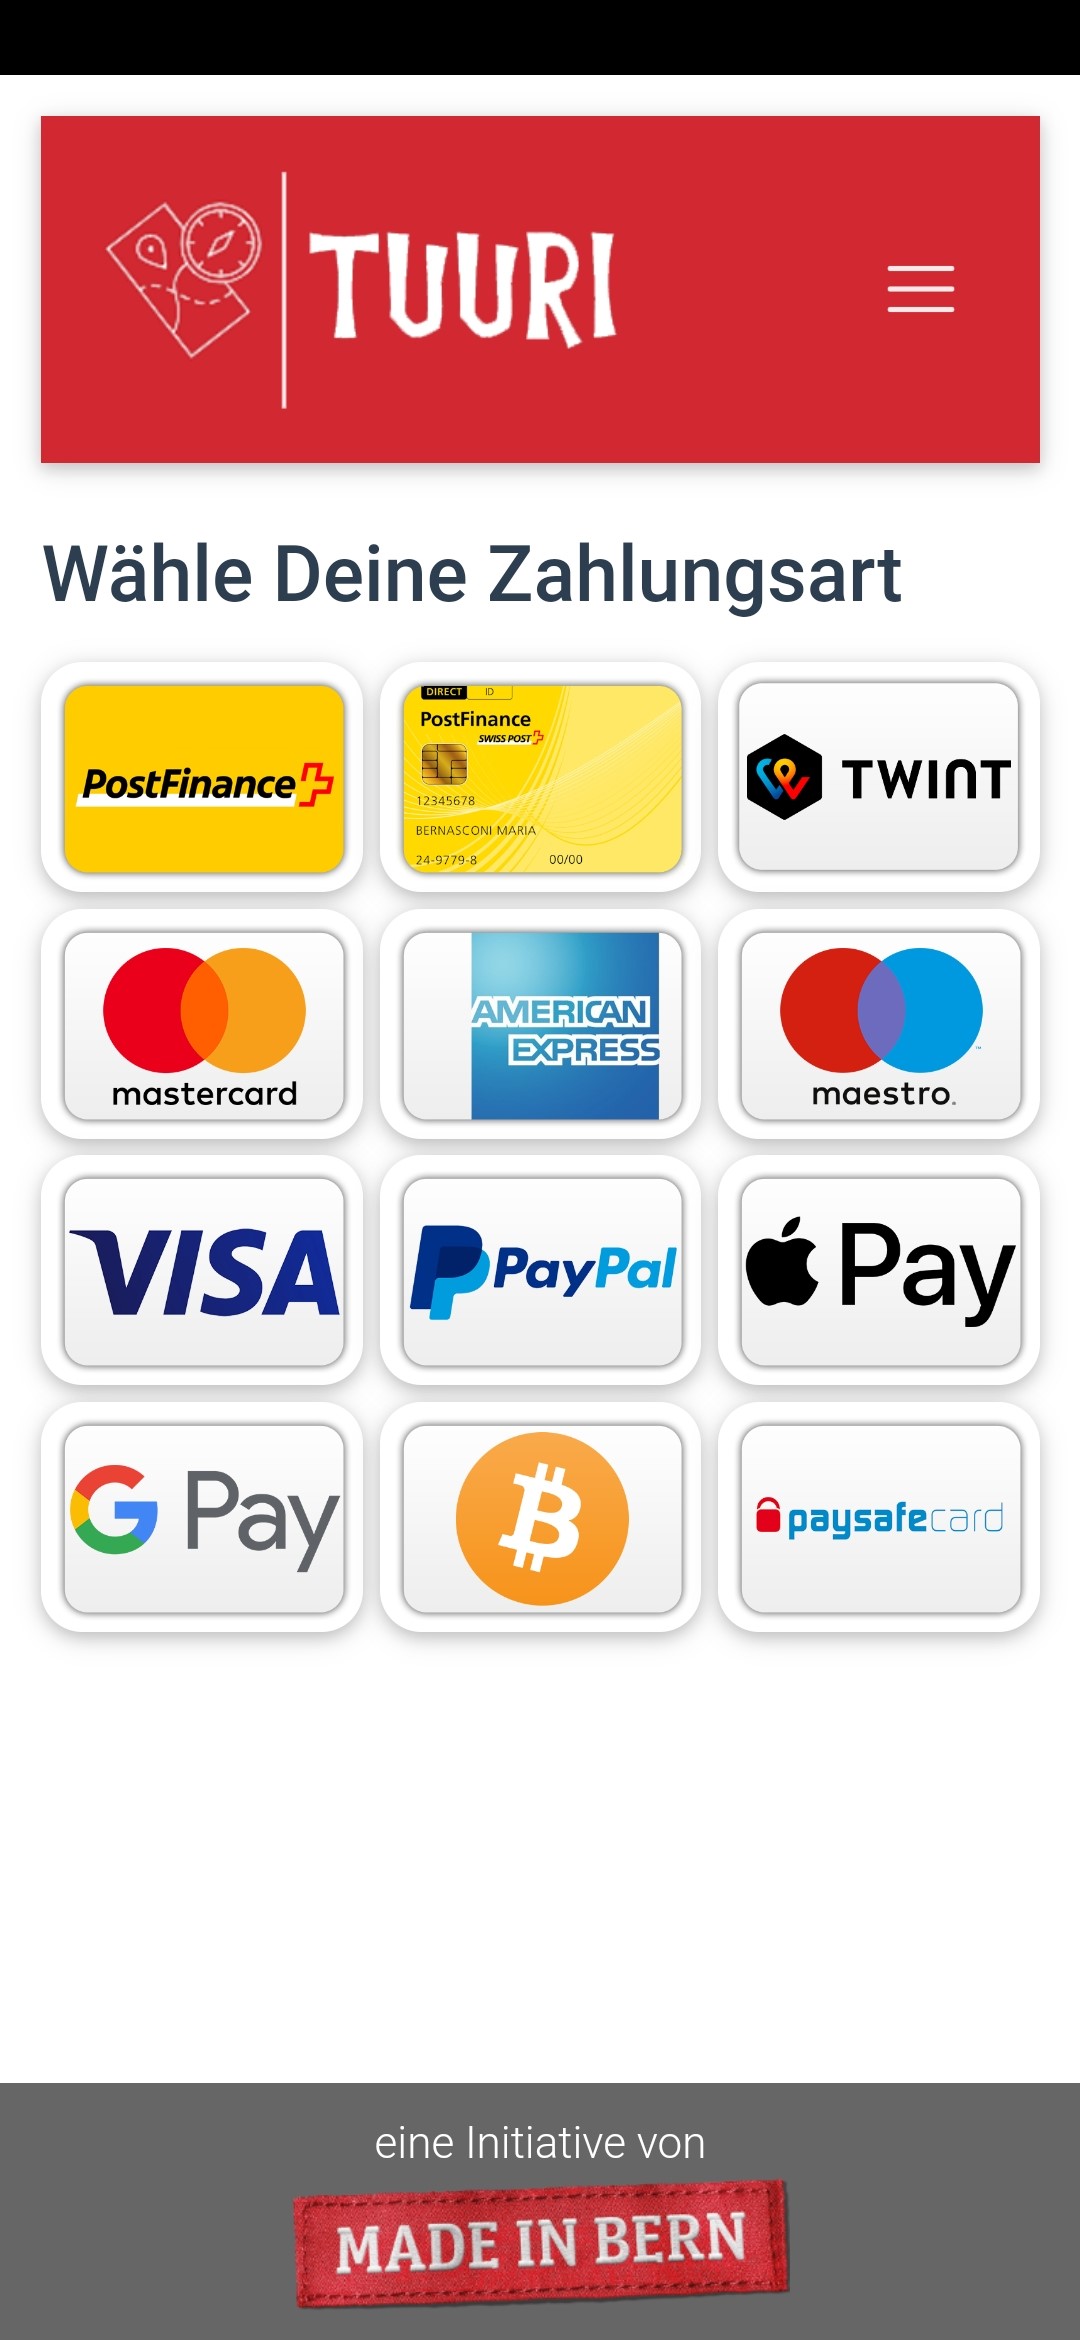 TUURI
Wähle Deine Zahlungsart
PostFinance
DIRECT ID
PostFinance
SWISS POST
12345678
BERNASCONI MARIA
24-9779-8 00/00
TWINT
mastercard
AMERICAN
EXPRESS
maestro.
VISA
PayPal
Pay
G Pay
paysafecard
eine Initiative von
MADE IN BERN